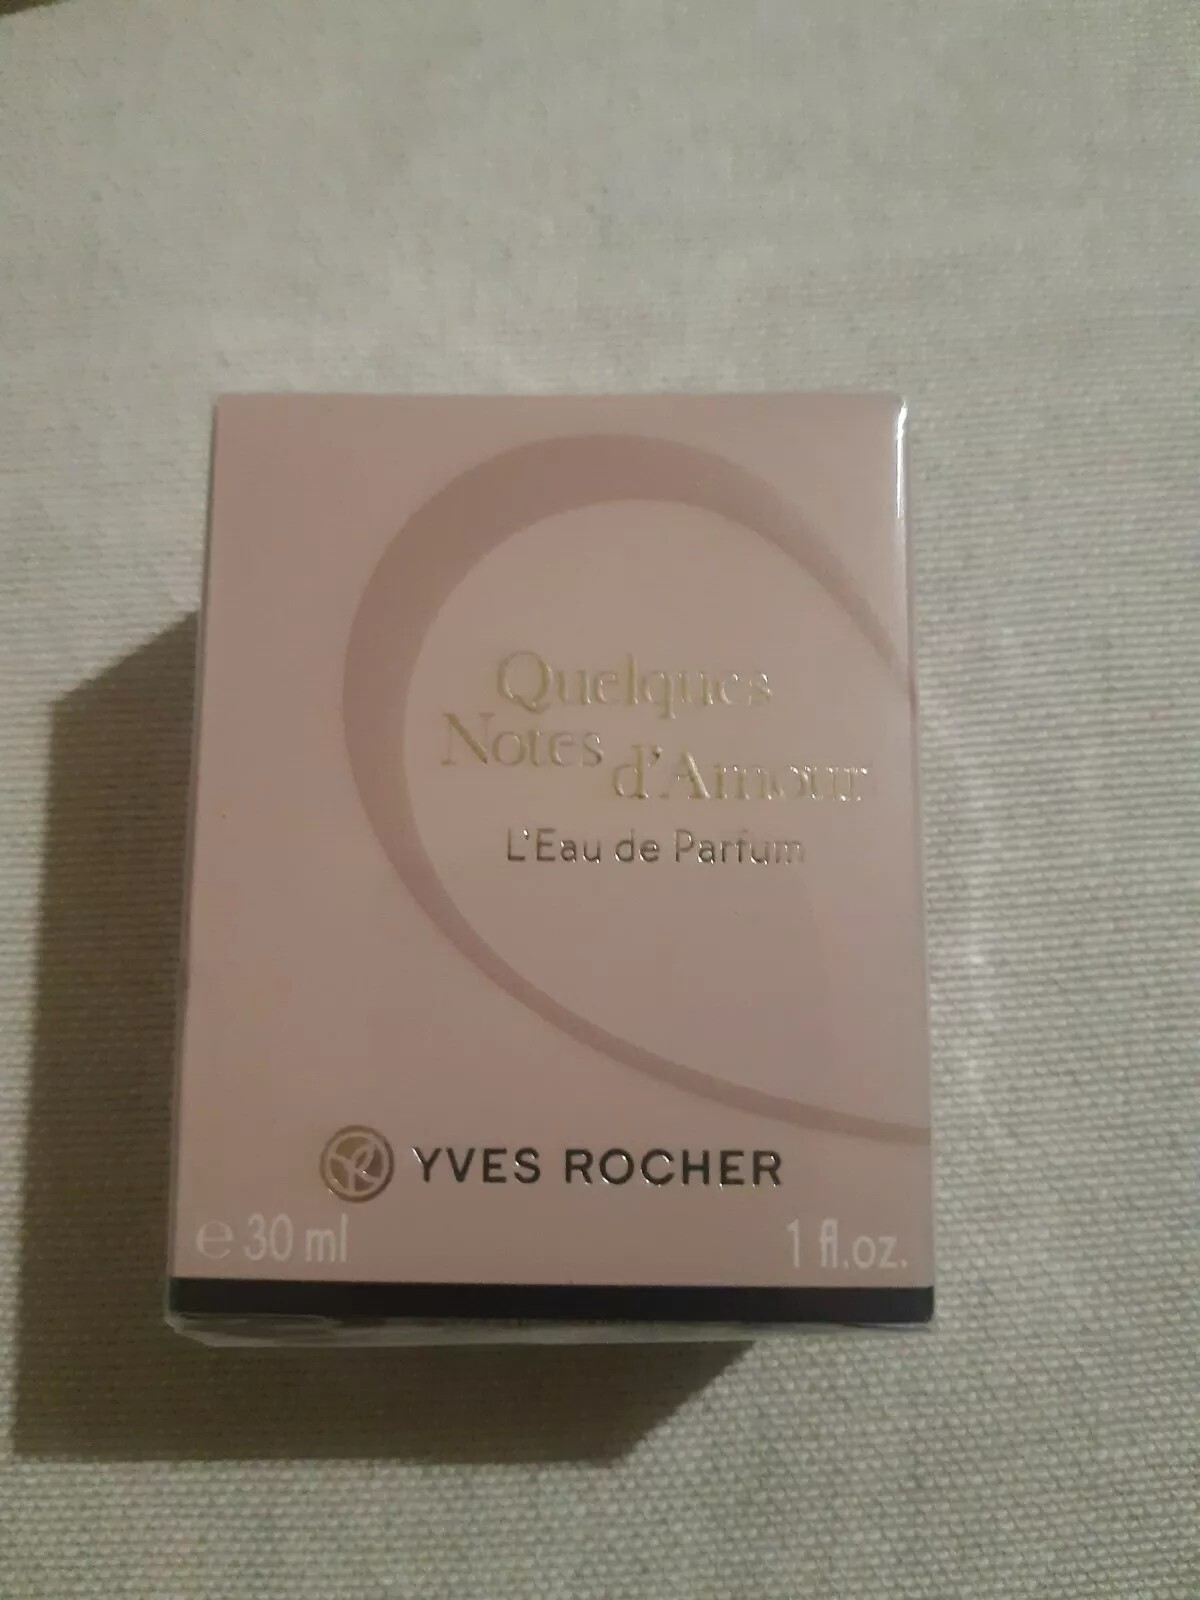 Quelques
Notes d'Amour
L'Eau de Parfum
YVES ROCHER
e 30 ml 1 fl.oz.